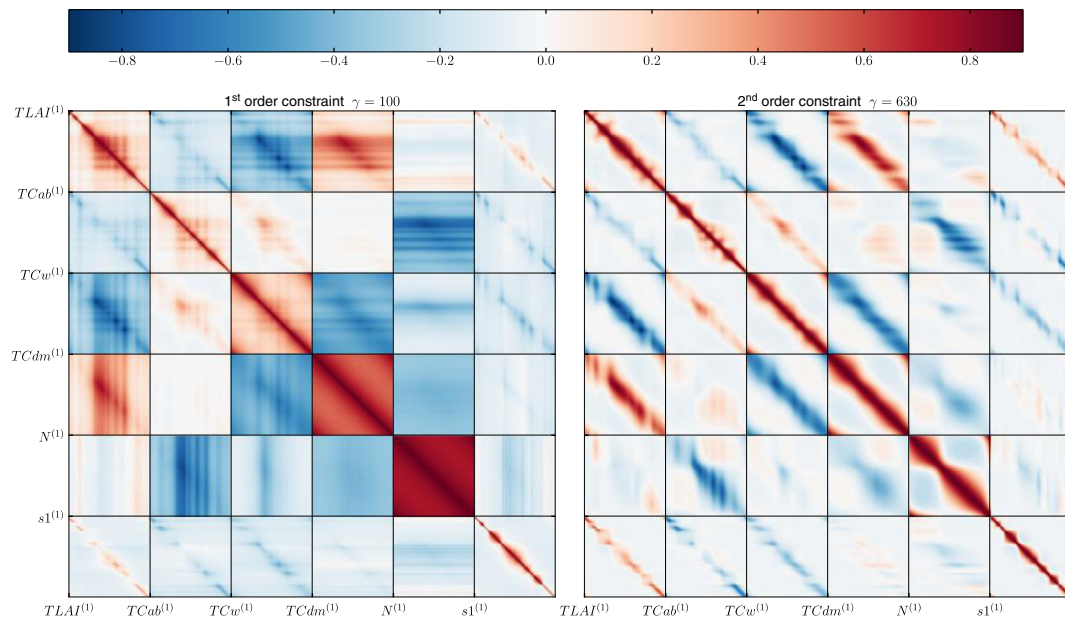 −0.8 −0.6 −0.4 −0.2 0.0 0.2 0.4 0.6 0.8
1st order constraint γ = 100
2nd order constraint γ = 630
TLAI(1)
TCab(1)
TCw(1)
TCdm(1)
N(1)
s1(1)
TLAI(1) TCab(1) TCw(1) TCdm(1) N(1) s1(1)
TLAI(1) TCab(1) TCw(1) TCdm(1) N(1) s1(1)